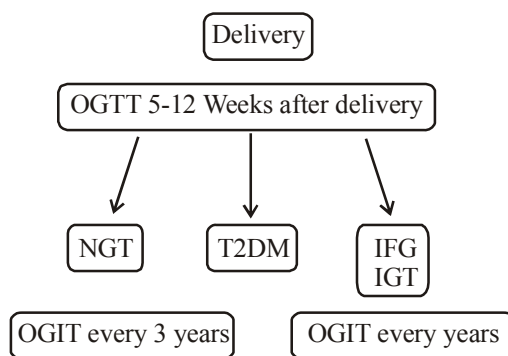 Delivery
OGTT 5-12 Weeks after delivery
NGT
T2DM
IFG
IGT
OGIT every 3 years
OGIT every years